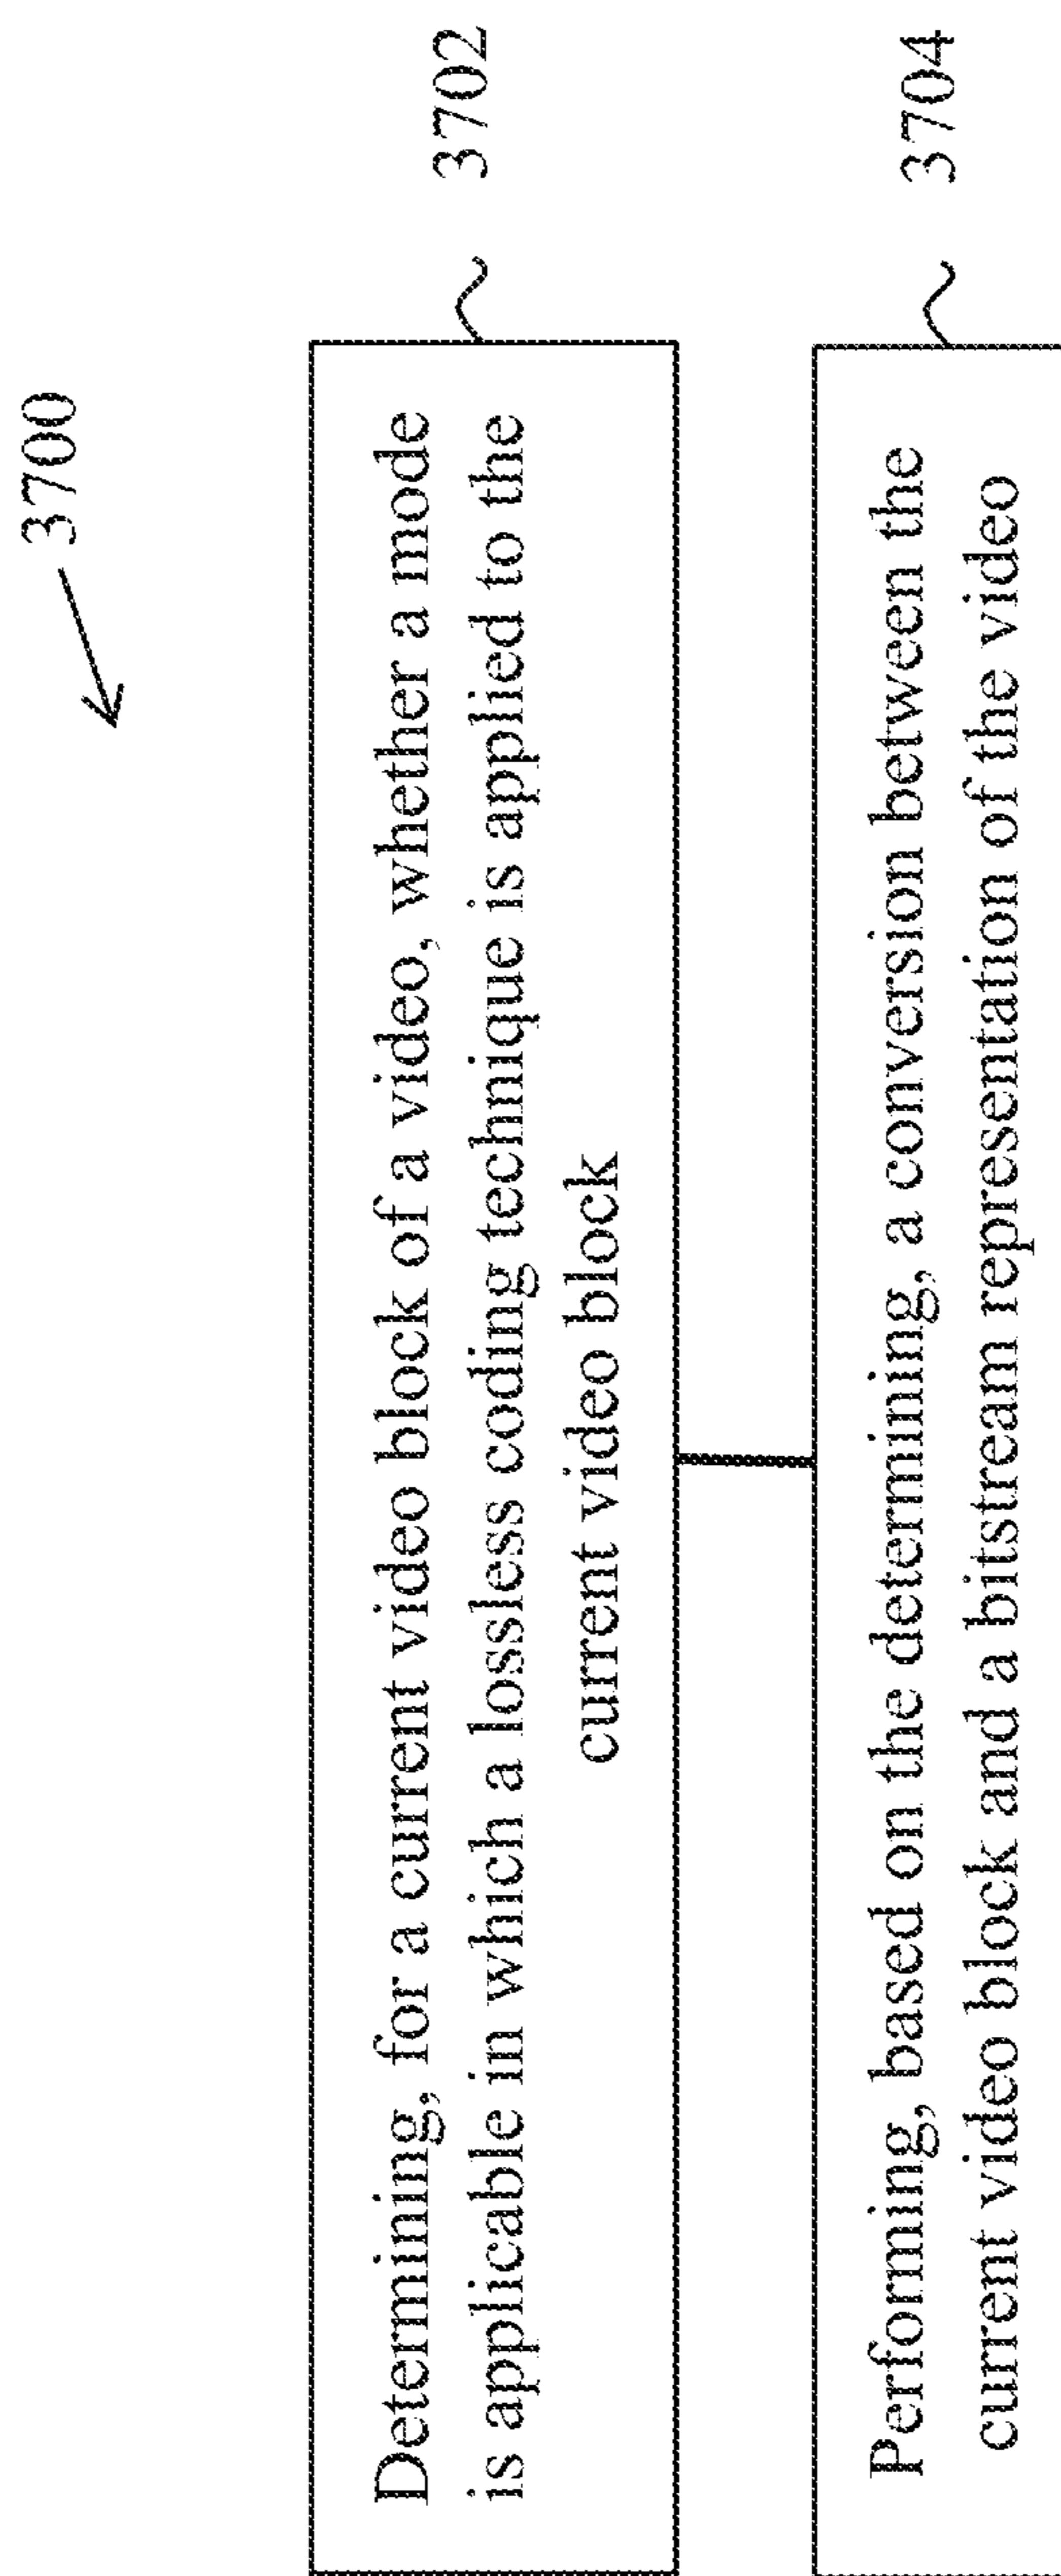 3700
Determining, for a current video block of a video, whether a mode
is applicable in which a lossless coding technique is applied to the
current video block
3702
Performing, based on the determining, a conversion between the
current video block and a bitstream representation of the video
3704